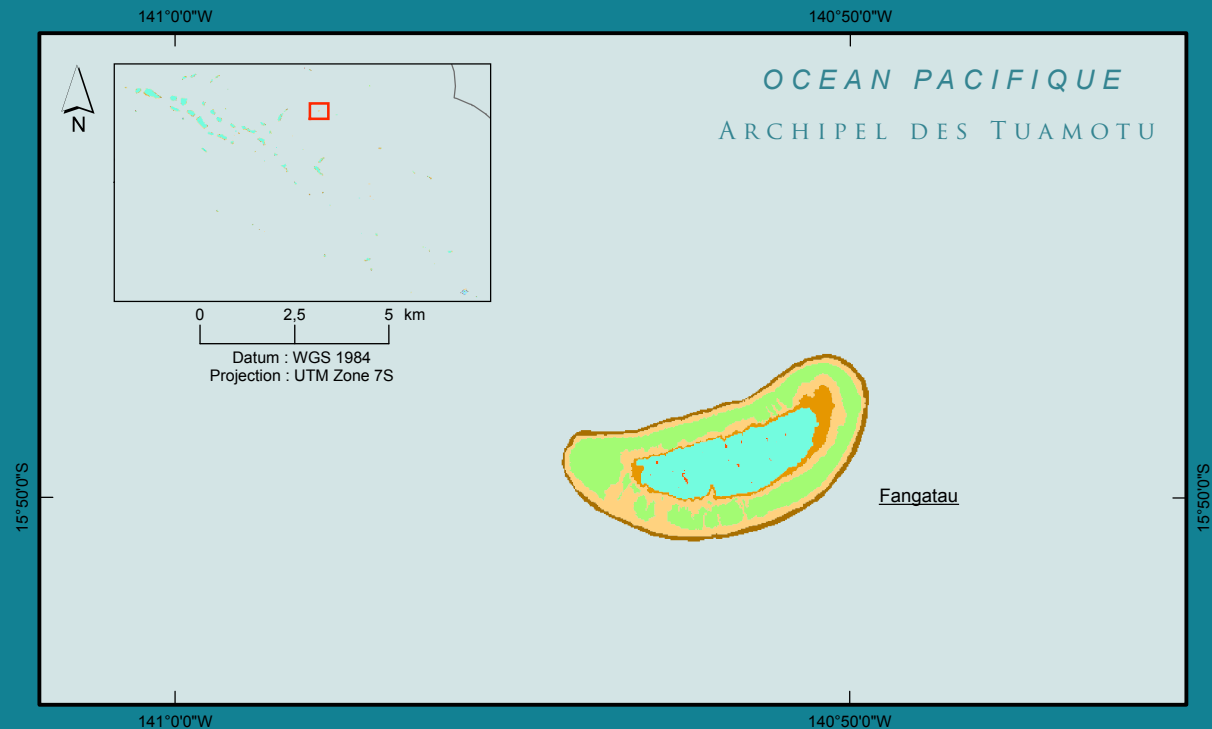 141°0'0"W 140°50'0"W
OCEAN PACIFIQUE
ARCHIPEL DES TUAMOTU
N
0 2,5 5 km
Datum : WGS 1984
Projection : UTM Zone 7S
15°50'0"S 15°50'0"S
Fangatau
141°0'0"W 140°50'0"W